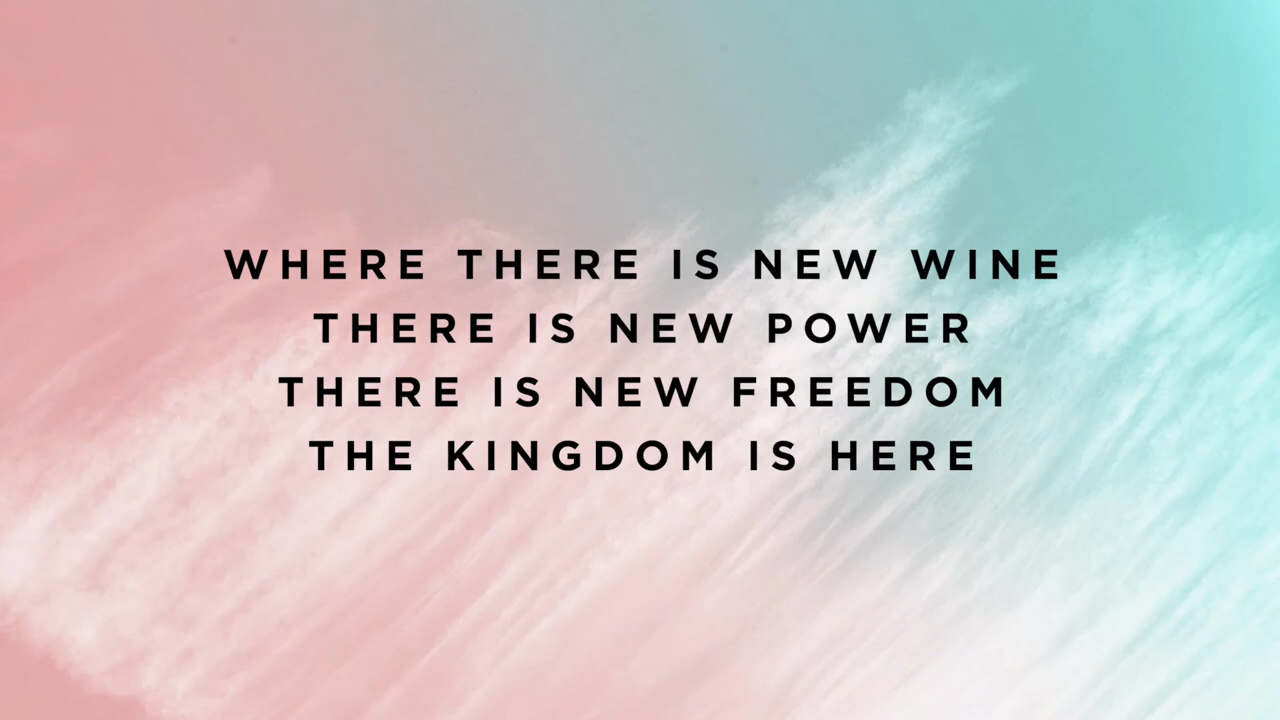 WHERE THERE IS NEW WINE
THERE IS NEW POWER
THERE IS NEW FREEDOM
THE KINGDOM IS HERE